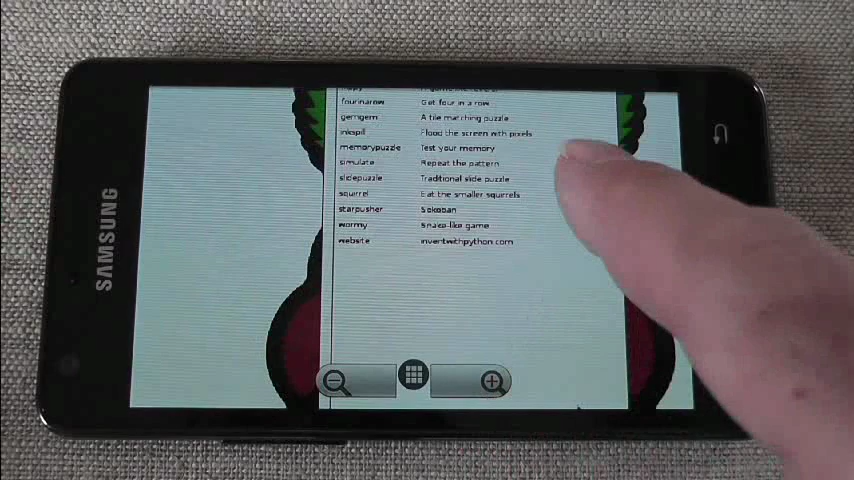 SAMSUNG
fourinarow Get four in a row
gemgem A tile matching puzzle
inkspill Flood the screen with pixels
memorypuzzle Test your memory
simulate Repeat the pattern
slidepuzzle Traditional slide puzzle
squirrel Eat the smaller squirrels
starpusher Sokoban
wormy Snake-like game
website inventwithpython.com